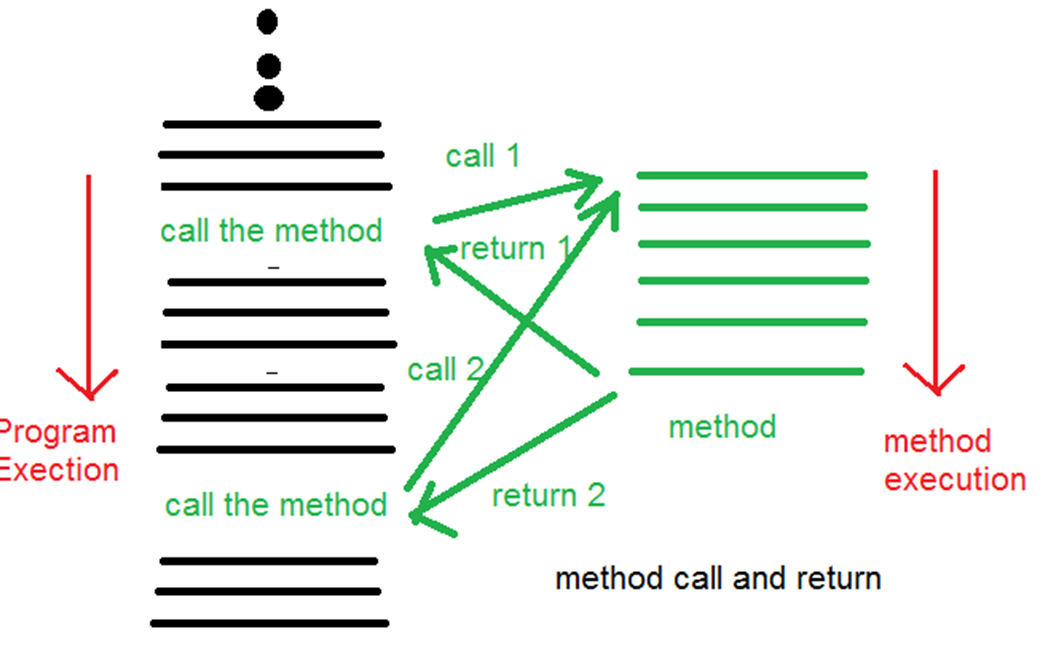 call 1
call the method
return 1
call 2
Program
Exection
method
method
execution
call the method
return 2
method call and return